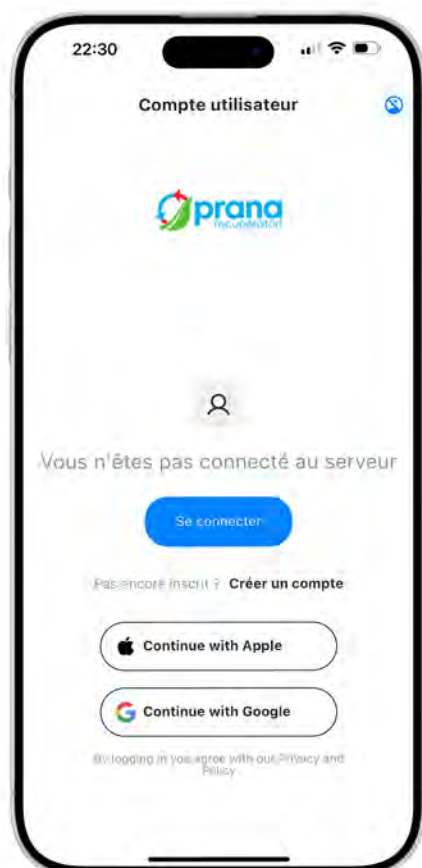 22:30
Compte utilisateur
prana
recuperatori
Vous n'êtes pas connecté au serveur
Se connecter
Pas encore inscrit ? Créer un compte
Continue with Apple
Continue with Google
By logging in you agree with our Privacy and
Policy